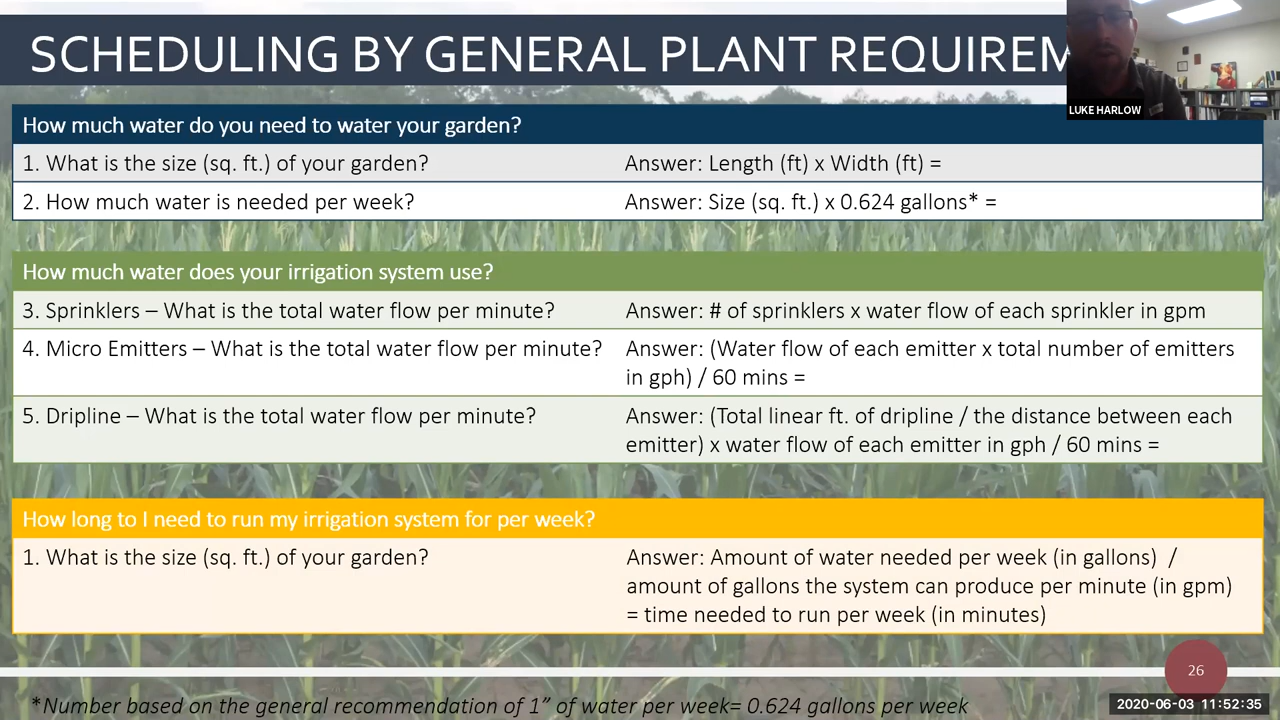 SCHEDULING BY GENERAL PLANT REQUIREM
LUKE HARLOW
How much water do you need to water your garden?
1. What is the size (sq. ft.) of your garden?
Answer: Length (ft) x Width (ft) =
2. How much water is needed per week?
Answer: Size (sq. ft.) x 0.624 gallons* =
How much water does your irrigation system use?
3. Sprinklers – What is the total water flow per minute?
Answer: # of sprinklers x water flow of each sprinkler in gpm
4. Micro Emitters – What is the total water flow per minute?
Answer: (Water flow of each emitter x total number of emitters
in gph) / 60 mins =
5. Dripline – What is the total water flow per minute?
Answer: (Total linear ft. of dripline / the distance between each
emitter) x water flow of each emitter in gph / 60 mins =
How long to I need to run my irrigation system for per week?
1. What is the size (sq. ft.) of your garden?
Answer: Amount of water needed per week (in gallons) /
amount of gallons the system can produce per minute (in gpm)
= time needed to run per week (in minutes)
26
*Number based on the general recommendation of 1” of water per week= 0.624 gallons per week
2020-06-03 11:52:35